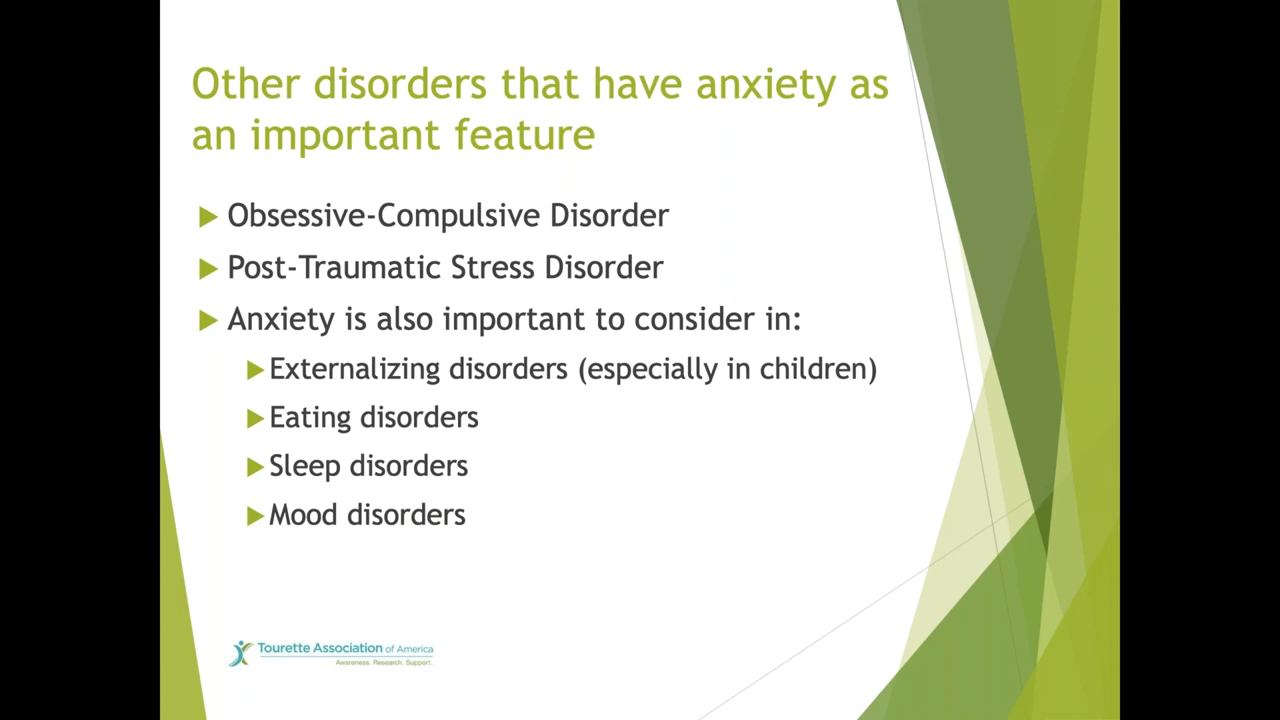 Other disorders that have anxiety as
an important feature
Obsessive-Compulsive Disorder
Post-Traumatic Stress Disorder
Anxiety is also important to consider in:
Externalizing disorders (especially in children)
Eating disorders
Sleep disorders
Mood disorders
Tourette Association of America
Awareness. Research. Support.